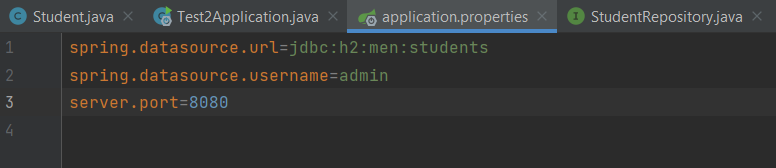 Student.java Test2Application.java application.properties StudentRepository.java
1 spring.datasource.url=jdbc:h2:men:students
2 spring.datasource.username=admin
3 server.port=8080
4